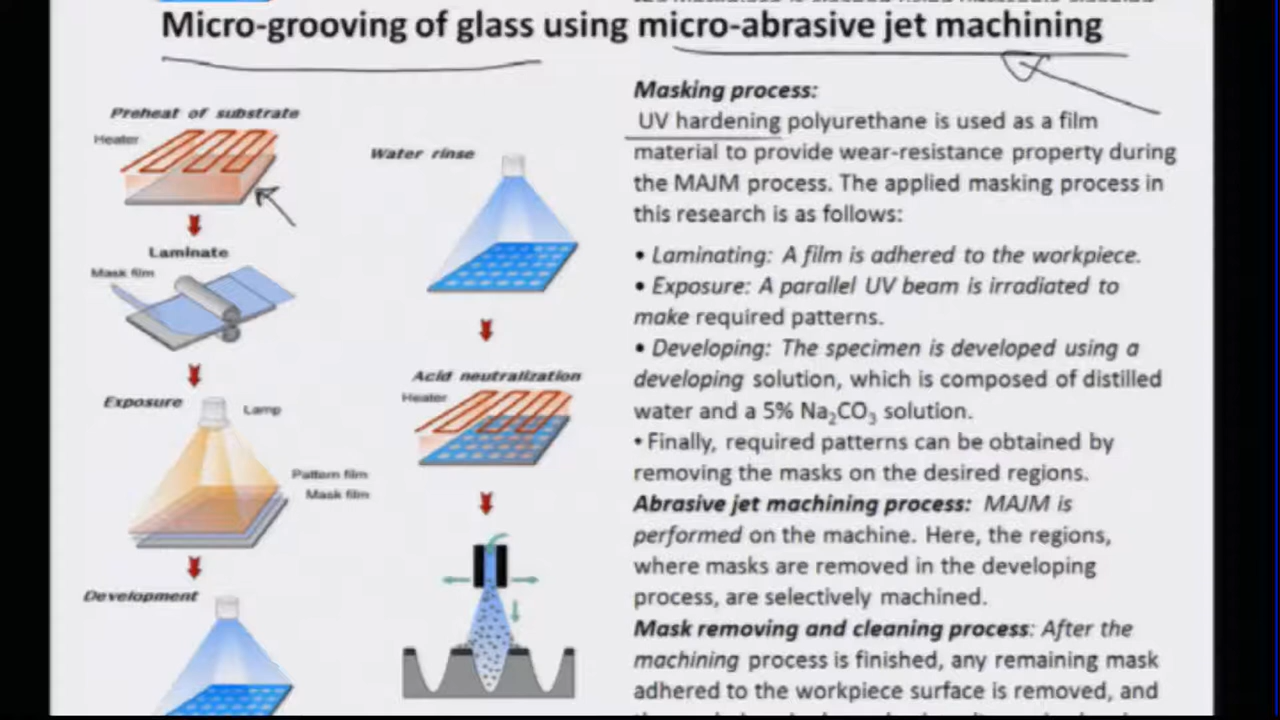 Micro-grooving of glass using micro-abrasive jet machining
Preheat of substrate
Heater
Laminate
Mask film
Exposure
Lamp
Pattern film
Mask film
Development
Water rinse
Acid neutralization
Heater
Masking process:
UV hardening polyurethane is used as a film
material to provide wear-resistance property during
the MAJM process. The applied masking process in
this research is as follows:
• Laminating: A film is adhered to the workpiece.
• Exposure: A parallel UV beam is irradiated to
make required patterns.
• Developing: The specimen is developed using a
developing solution, which is composed of distilled
water and a 5% Na₂CO₃ solution.
• Finally, required patterns can be obtained by
removing the masks on the desired regions.
Abrasive jet machining process: MAJM is
performed on the machine. Here, the regions,
where masks are removed in the developing
process, are selectively machined.
Mask removing and cleaning process: After the
machining process is finished, any remaining mask
adhered to the workpiece surface is removed, and